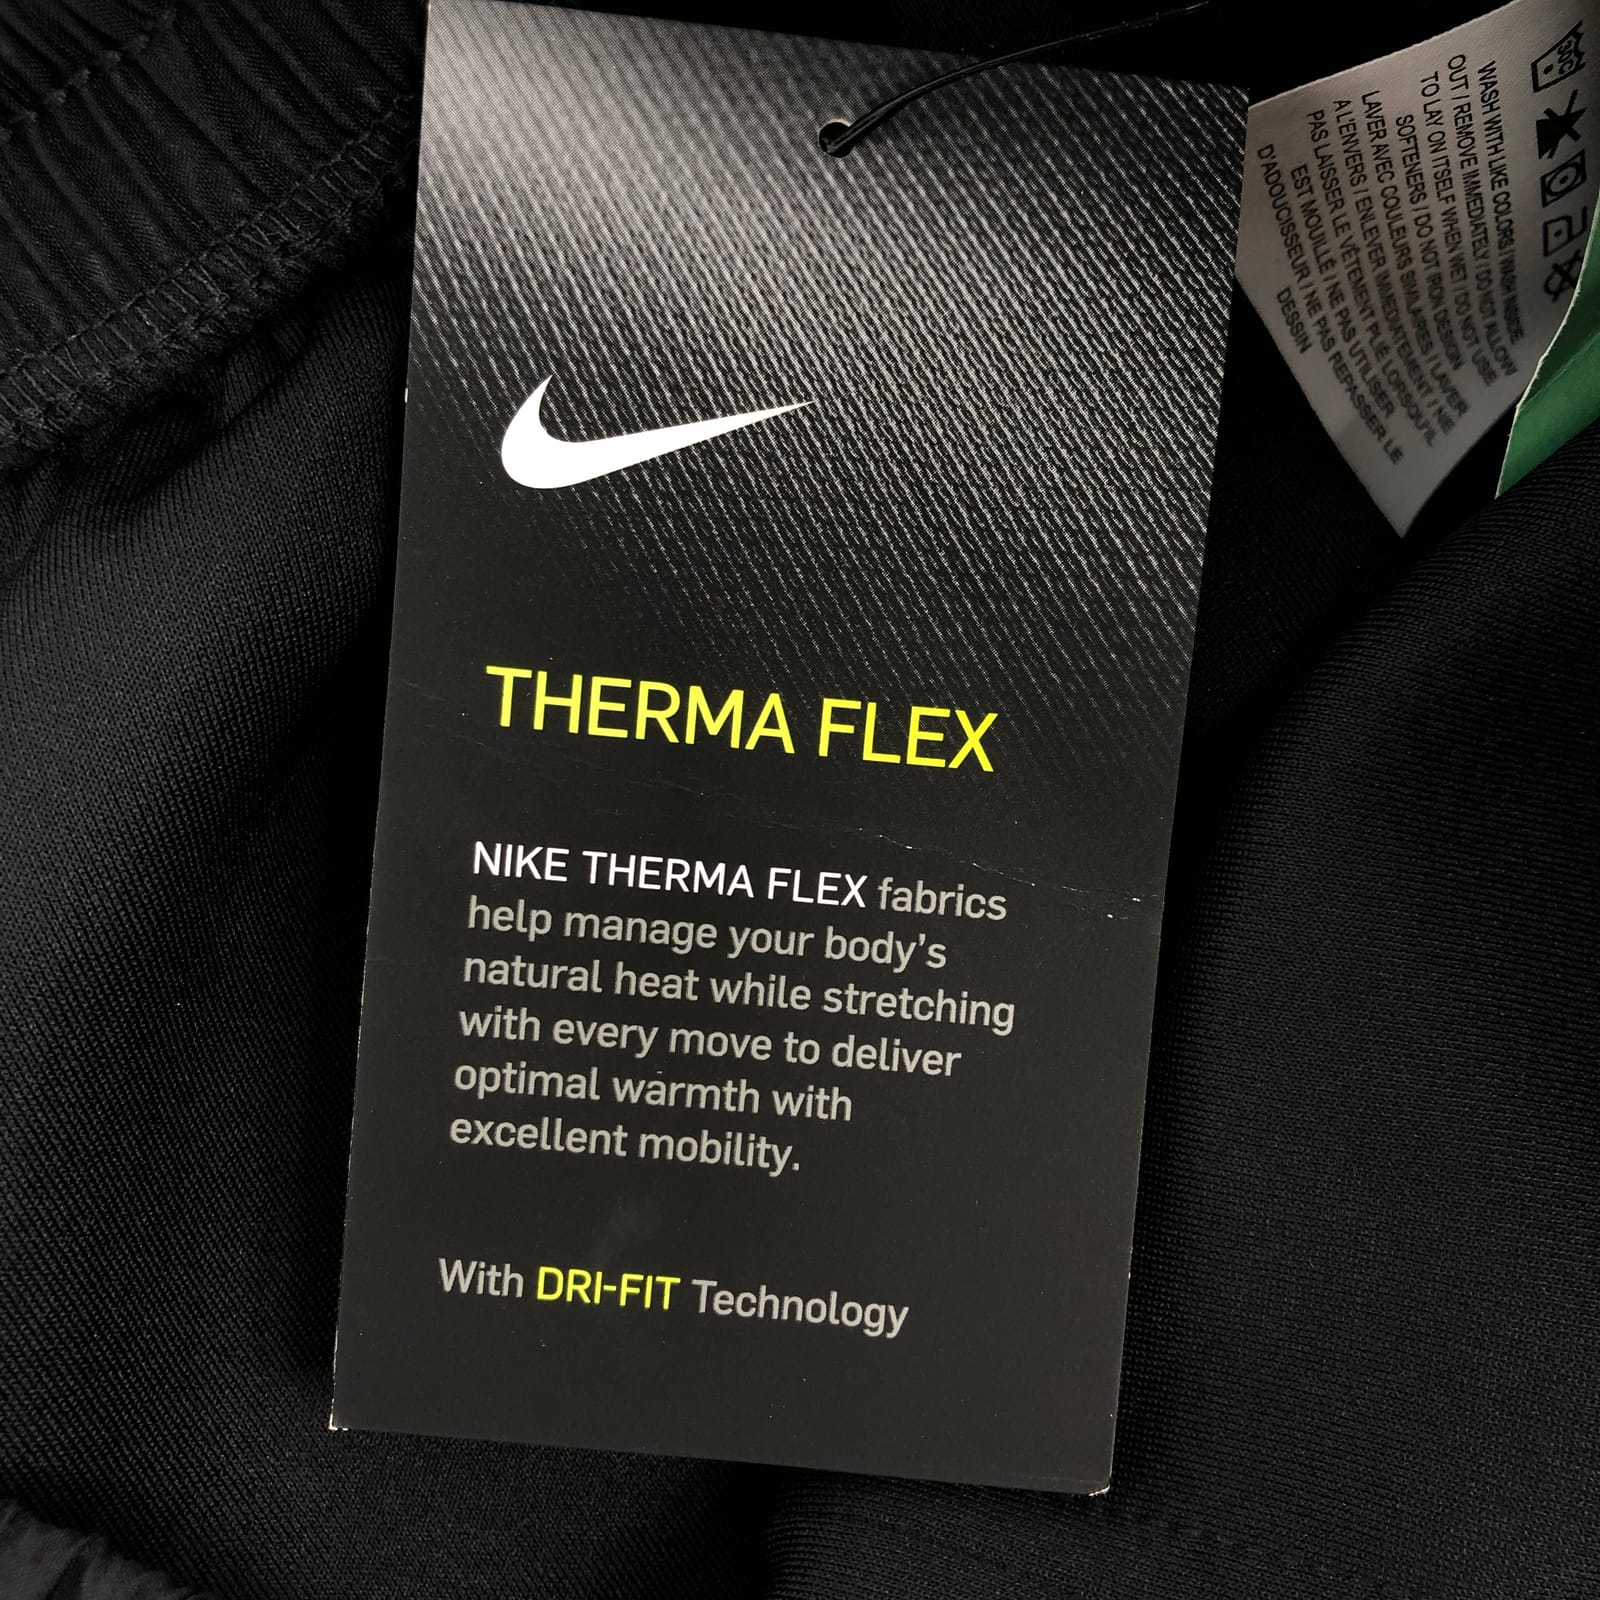 THERMA FLEX
NIKE THERMA FLEX fabrics
help manage your body's
natural heat while stretching
with every move to deliver
optimal warmth with
excellent mobility.
With DRI-FIT Technology
30C
WASH WITH LIKE COLORS / WASH INSIDE
OUT / REMOVE IMMEDIATELY / DO NOT ALLOW
TO LAY ON ITSELF WHEN WET / DO NOT USE
SOFTENERS / DO NOT IRON DESIGN
LAVER AVEC COULEURS SIMILAIRES / LAVER
A L'ENVERS / ENLEVER IMMEDIATEMENT / NE
PAS LAISSER LE VÊTEMENT PLIÉ LORSQU'IL
EST MOUILLÉ / NE PAS UTILISER
D'ADOUCISSEUR / NE PAS REPASSER LE
DESSIN